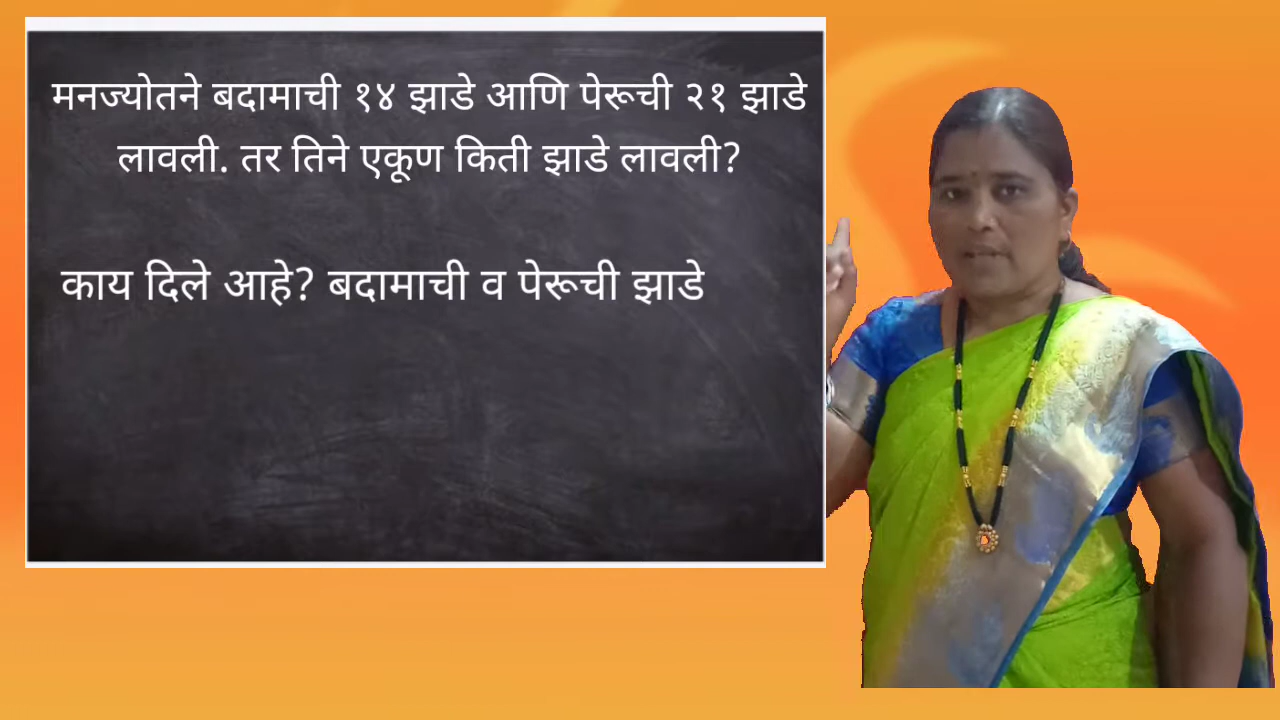 मनज्योतने बदामाची १४ झाडे आणि पेरूची २१ झाडे
लावली. तर तिने एकूण किती झाडे लावली?
काय दिले आहे? बदामाची व पेरूची झाडे